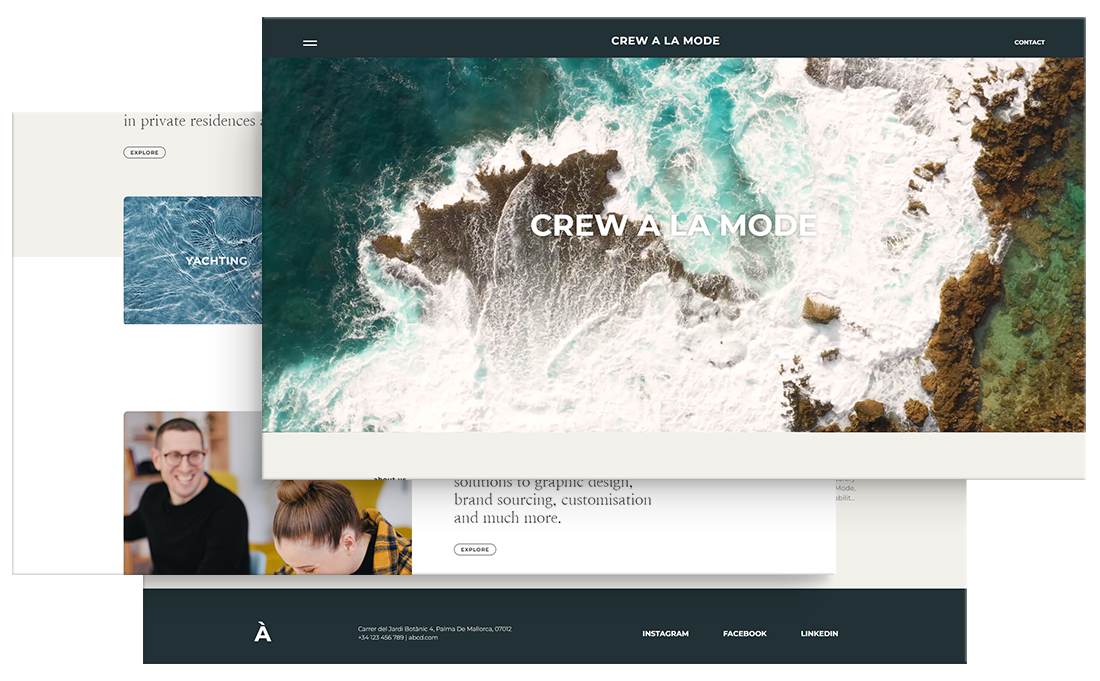 CREW A LA MODE
CONTACT
CREW A LA MODE
in private residences
EXPLORE
YACHTING
about us
solutions to graphic design,
brand sourcing, customisation
and much more.
EXPLORE
Mode,
À
Carrer del Jardí Botànic 4, Palma De Mallorca, 07012
+34 123 456 789 | abcd.com
INSTAGRAM
FACEBOOK
LINKEDIN